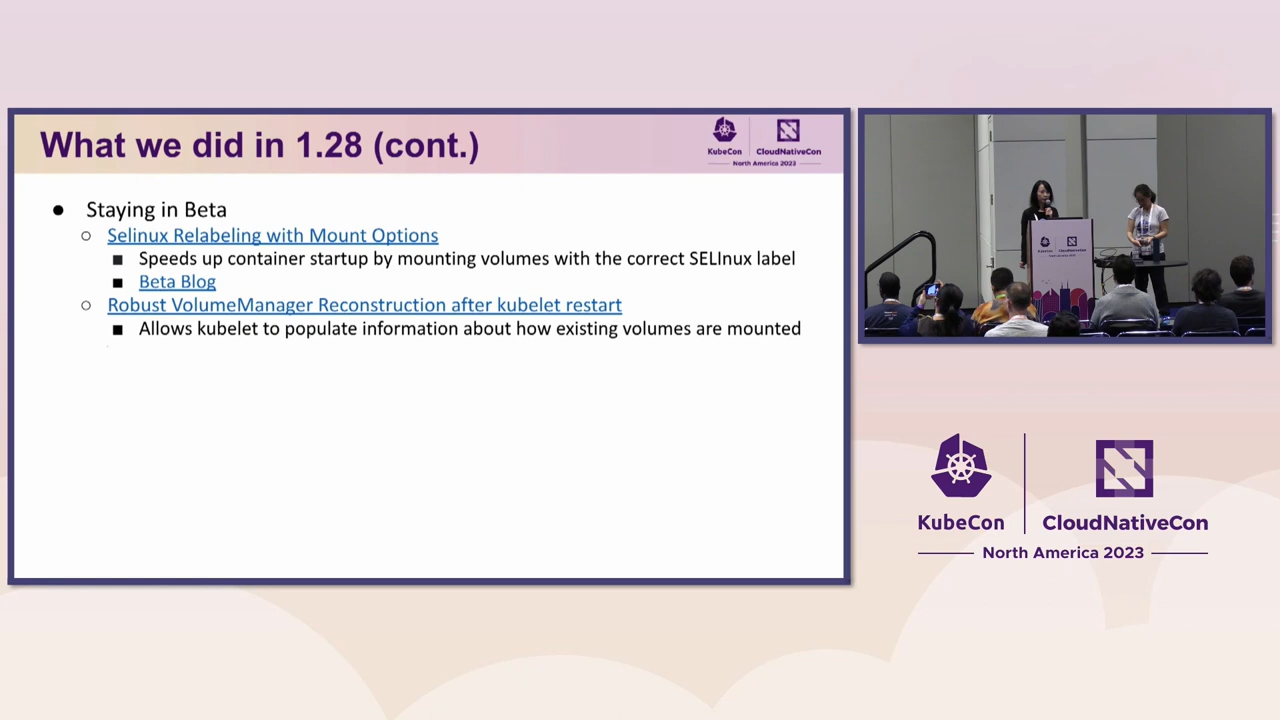 What we did in 1.28 (cont.)
KubeCon
CloudNativeCon
North America 2023
● Staying in Beta
○ Selinux Relabeling with Mount Options
■ Speeds up container startup by mounting volumes with the correct SELInux label
■ Beta Blog
○ Robust VolumeManager Reconstruction after kubelet restart
■ Allows kubelet to populate information about how existing volumes are mounted
KubeCon
CloudNativeCon
North America 2023